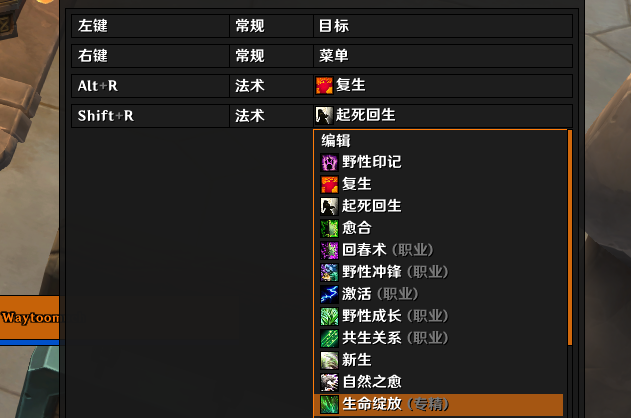 左键 常规 目标
右键 常规 菜单
Alt+R 法术 复生
Shift+R 法术 起死回生
编辑
野性印记
复生
起死回生
愈合
回春术 (职业)
野性冲锋 (职业)
激活 (职业)
野性成长 (职业)
Waytoom
共生关系 (职业)
新生
自然之愈
生命绽放 (专精)